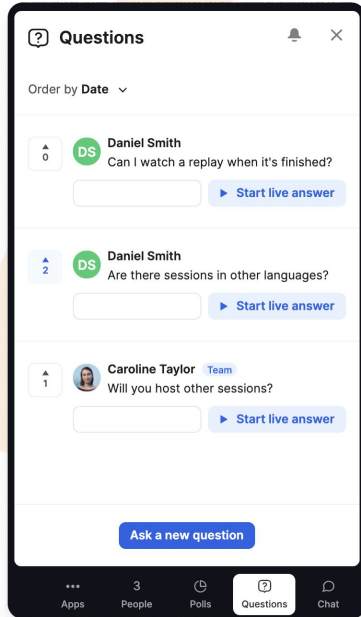 Questions
Order by Date
0
DS
Daniel Smith
Can I watch a replay when it's finished?
Start live answer
2
DS
Daniel Smith
Are there sessions in other languages?
Start live answer
1
Caroline Taylor Team
Will you host other sessions?
Start live answer
Ask a new question
3
Apps People Polls Questions Chat